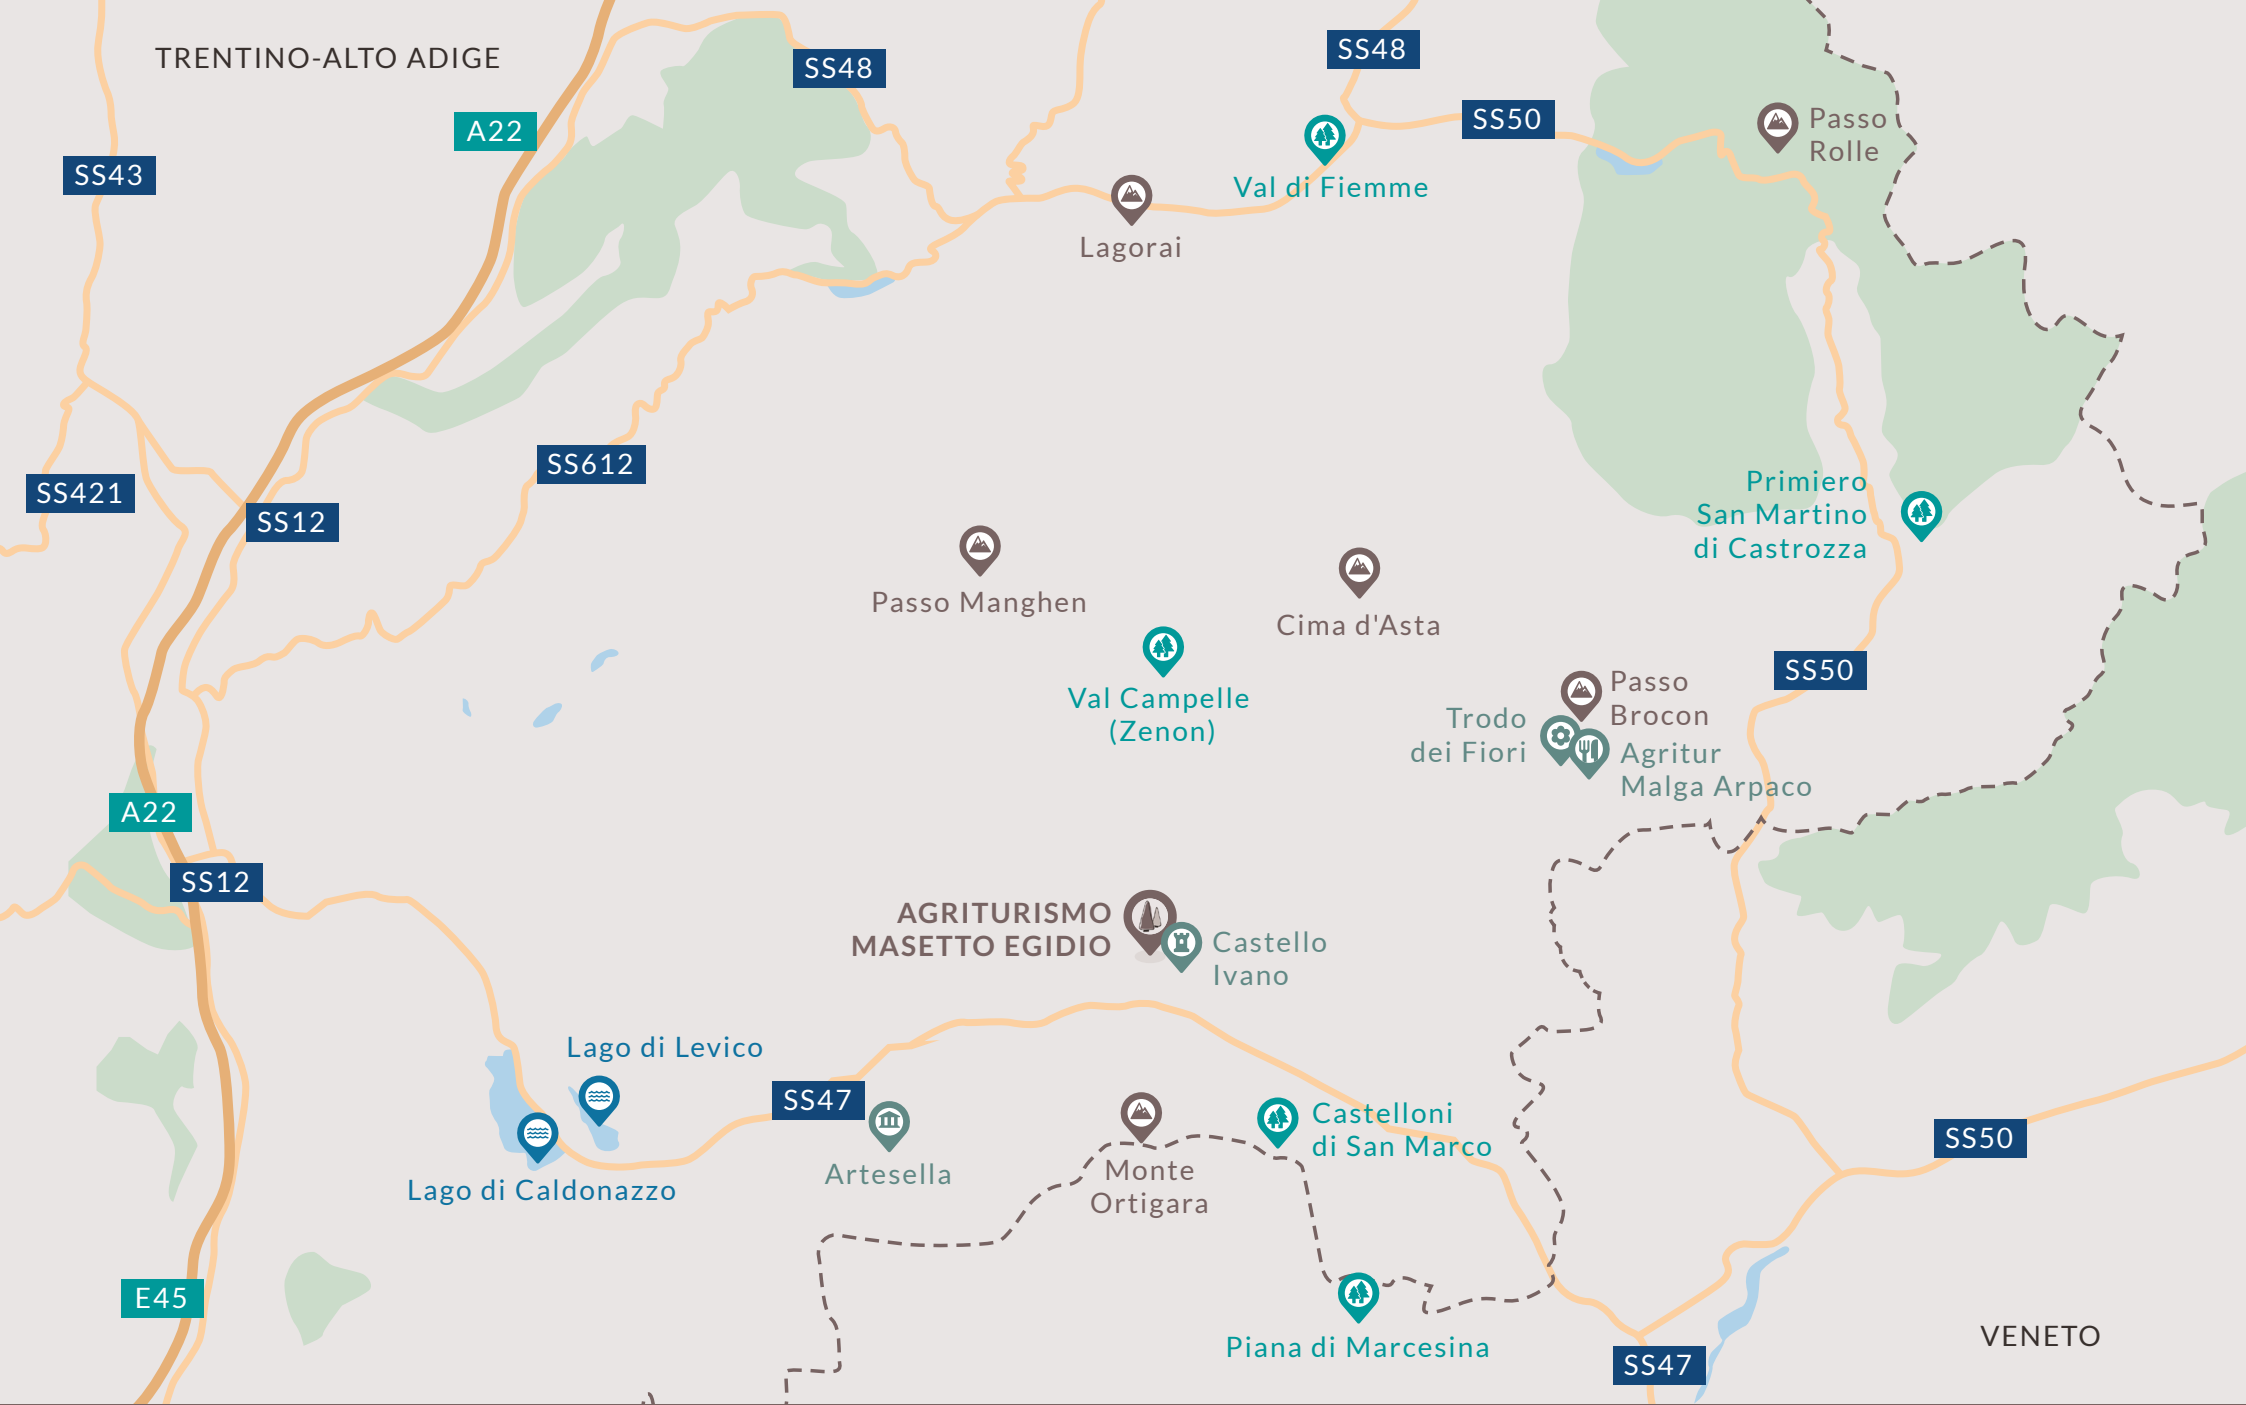 TRENTINO-ALTO ADIGE
SS48
SS48
A22
SS50
Passo
Rolle
SS43
Val di Fiemme
Lagorai
SS612
SS421
SS12
Primiero
San Martino
di Castrozza
Passo Manghen
Cima d'Asta
Val Campelle
(Zenon)
SS50
Passo
Brocon
Trodo
dei Fiori
Agritur
Malga Arpaco
A22
SS12
AGRITURISMO
MASETTO EGIDIO
Castello
Ivano
Lago di Levico
SS47
Castelloni
di San Marco
SS50
Artesella
Monte
Ortigara
Lago di Caldonazzo
E45
Piana di Marcesina
VENETO
SS47